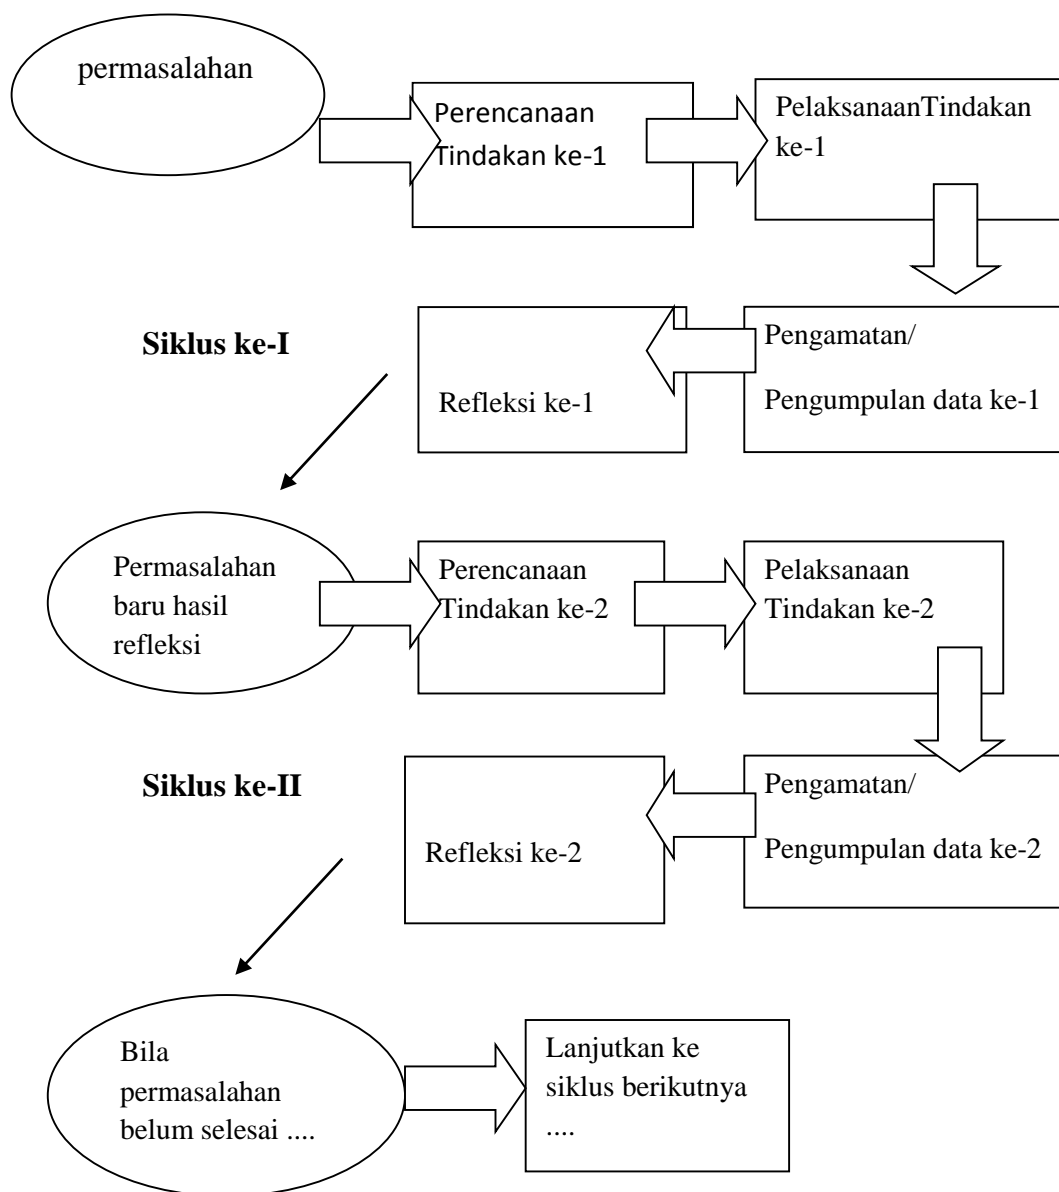 permasalahan
Perencanaan
Tindakan ke-1
PelaksanaanTindakan
ke-1
Siklus ke-I
Refleksi ke-1
Pengamatan/
Pengumpulan data ke-1
Permasalahan
baru hasil
refleksi
Perencanaan
Tindakan ke-2
Pelaksanaan
Tindakan ke-2
Siklus ke-II
Refleksi ke-2
Pengamatan/
Pengumpulan data ke-2
Bila
permasalahan
belum selesai ....
Lanjutkan ke
siklus berikutnya
....